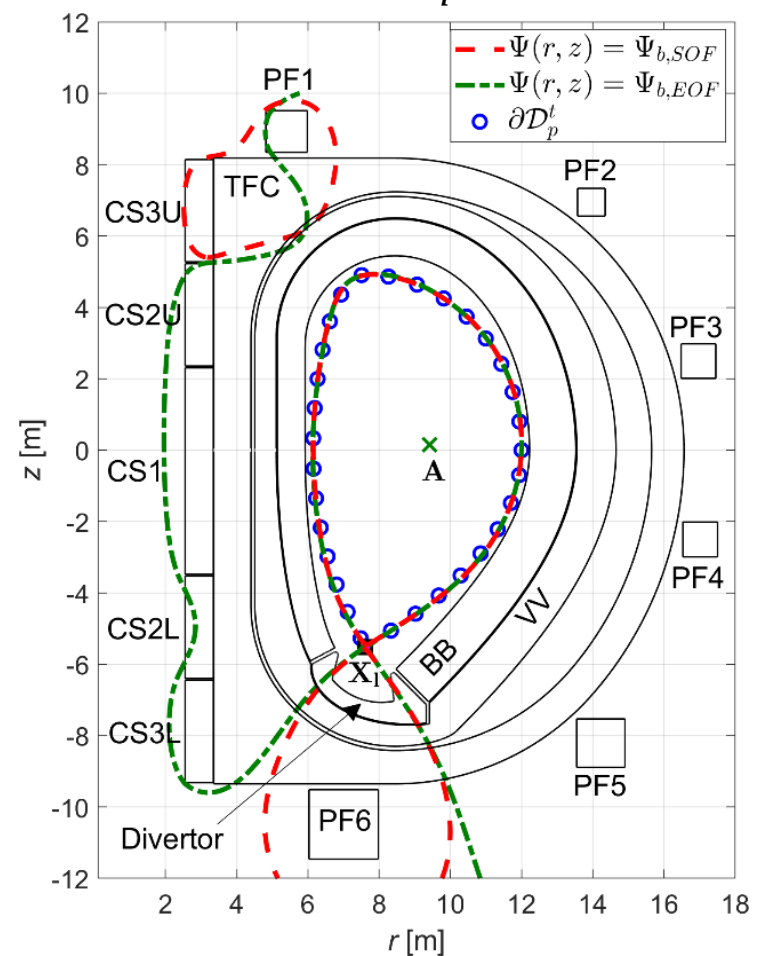 p
Ψ(r, z) = Ψ_{b,SOF}
Ψ(r, z) = Ψ_{b,EOF}
∂𝒟_p^t
12
10
8
6
4
2
0
-2
-4
-6
-8
-10
-12
z [m]
PF1
PF2
TFC
CS3U
CS2U
PF3
CS1
A
PF4
CS2L
VV
BB
X₁
CS3L
PF5
PF6
Divertor
2 4 6 8 10 12 14 16 18
r [m]